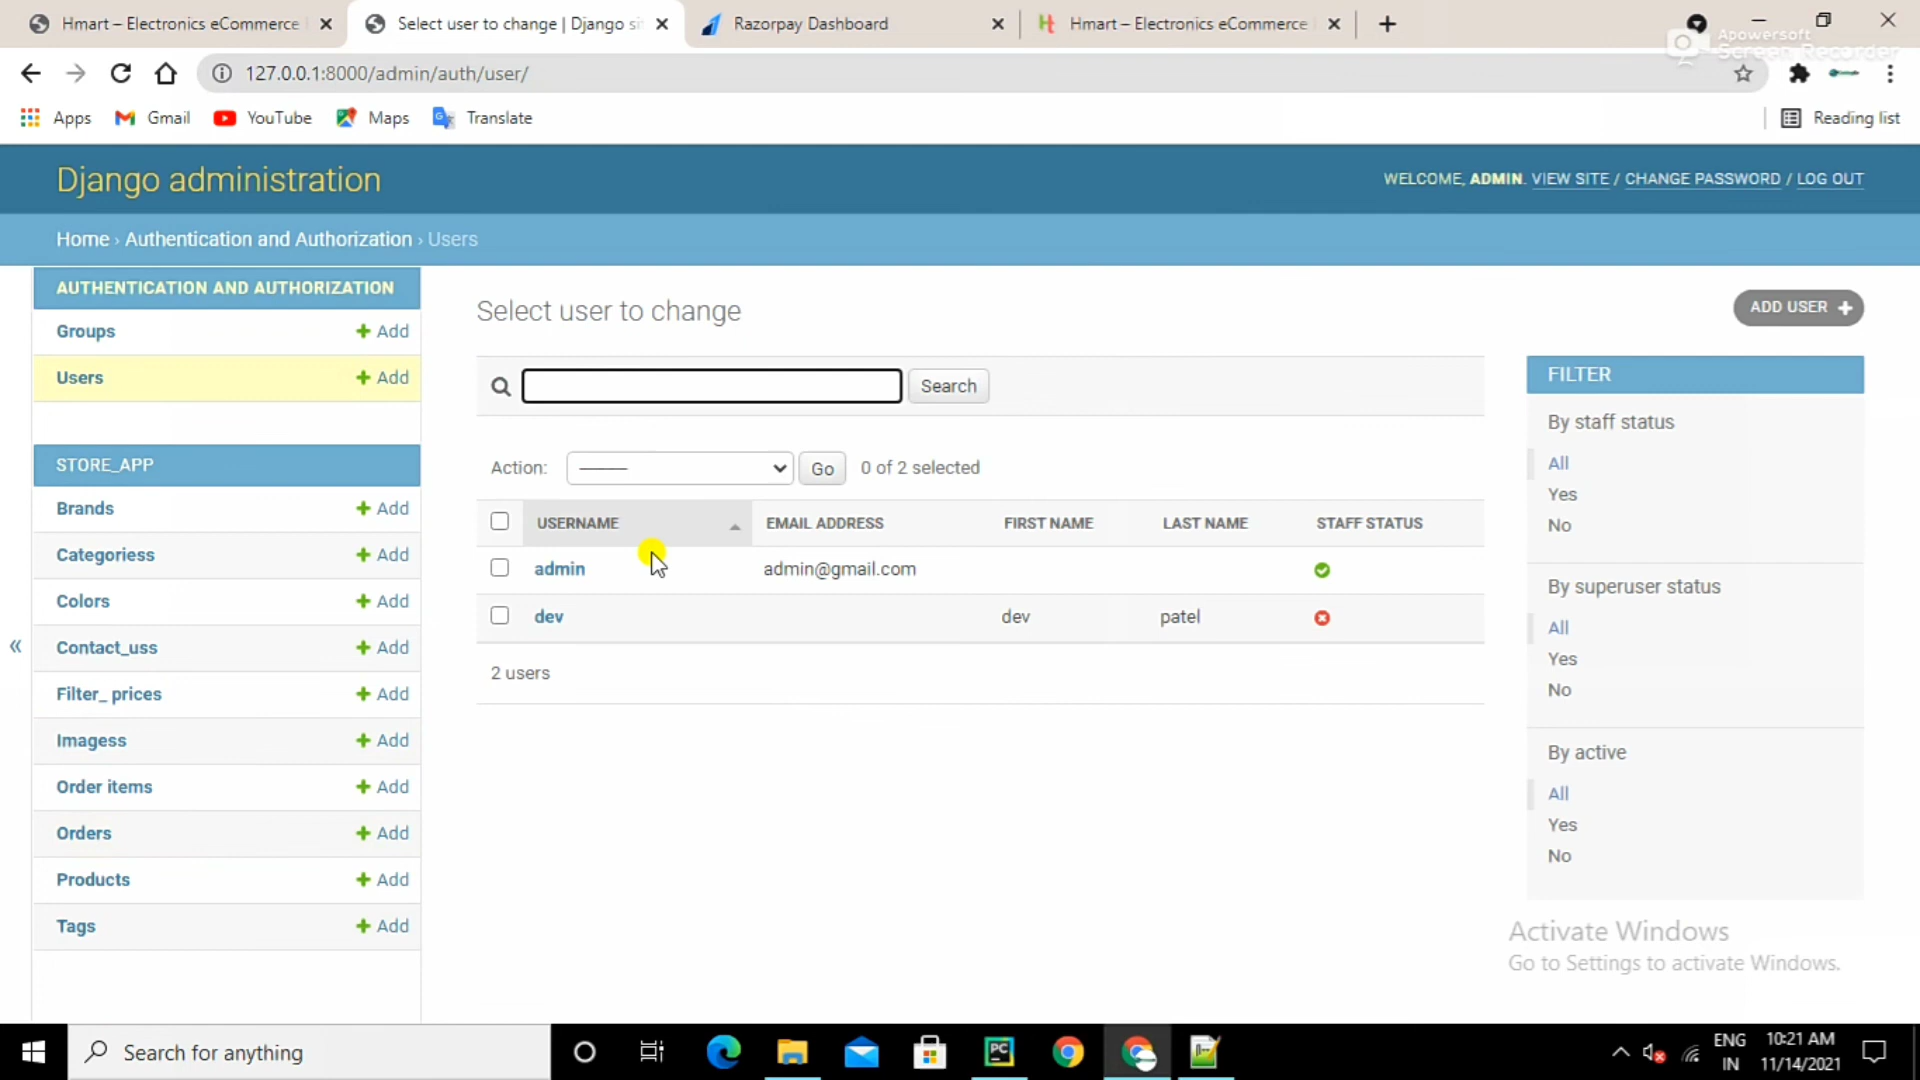 Hmart – Electronics eCommerce
Select user to change | Django si
Razorpay Dashboard
Hmart – Electronics eCommerce
Apowersoft
Screen Recorder
127.0.0.1:8000/admin/auth/user/
Apps
Gmail
YouTube
Maps
Translate
Reading list
Django administration
WELCOME, ADMIN. VIEW SITE / CHANGE PASSWORD / LOG OUT
Home › Authentication and Authorization › Users
AUTHENTICATION AND AUTHORIZATION
Groups + Add
Users + Add
STORE_APP
Brands + Add
Categoriess + Add
Colors + Add
Contact_uss + Add
Filter_ prices + Add
Imagess + Add
Order items + Add
Orders + Add
Products + Add
Tags + Add
«
Select user to change
ADD USER +
Search
Action: --------- Go 0 of 2 selected
USERNAME EMAIL ADDRESS FIRST NAME LAST NAME STAFF STATUS
admin admin@gmail.com
dev dev patel
2 users
FILTER
By staff status
All
Yes
No
By superuser status
All
Yes
No
By active
All
Yes
No
Activate Windows
Go to Settings to activate Windows.
Search for anything
PC
ENG
IN
10:21 AM
11/14/2021